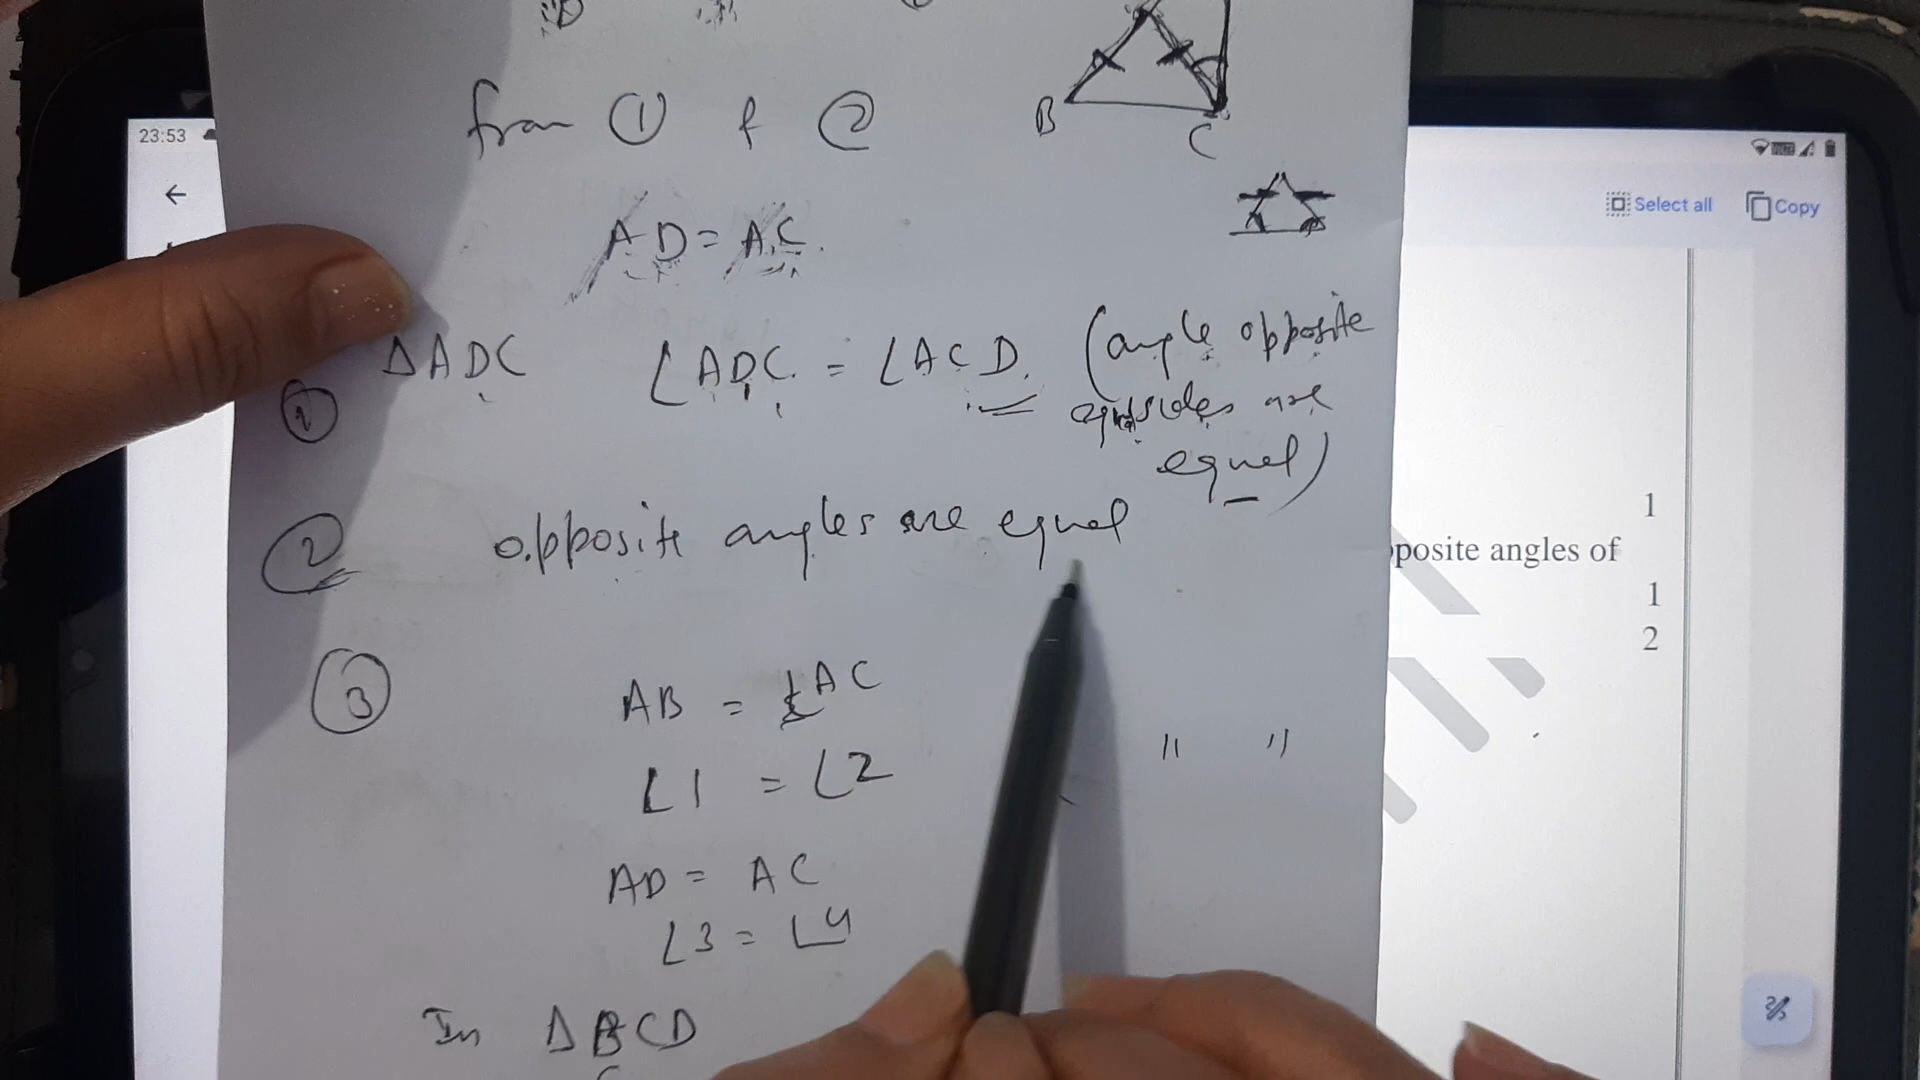 from ① & ②
B
C
23:53
Select all
Copy
AD = AC
ΔADC ∠ADC = ∠ACD (angle opposite
① sides are
equal)
② opposite angles are equal
1
posite angles of
1
2
③
AB = AC
∠1 = ∠2 " "
AD = AC
∠3 = ∠4
In ΔBCD